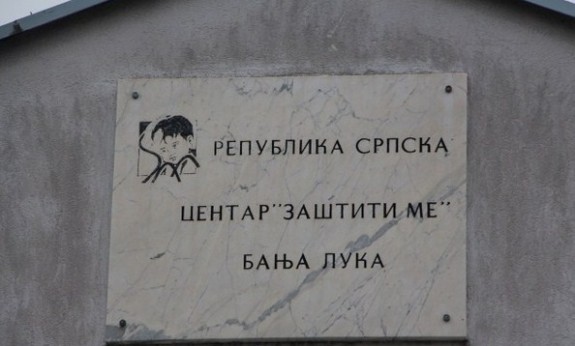 РЕПУБЛИКА СРПСКА
ЦЕНТАР"ЗАШТИТИ МЕ"
БАЊА ЛУКА